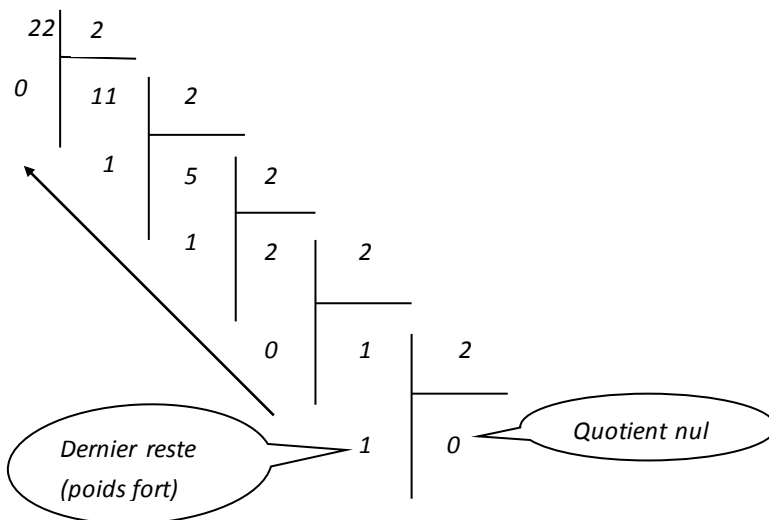 22 2
0 11 2
1 5 2
1 2 2
0 1 2
Dernier reste
(poids fort)
1 0
Quotient nul